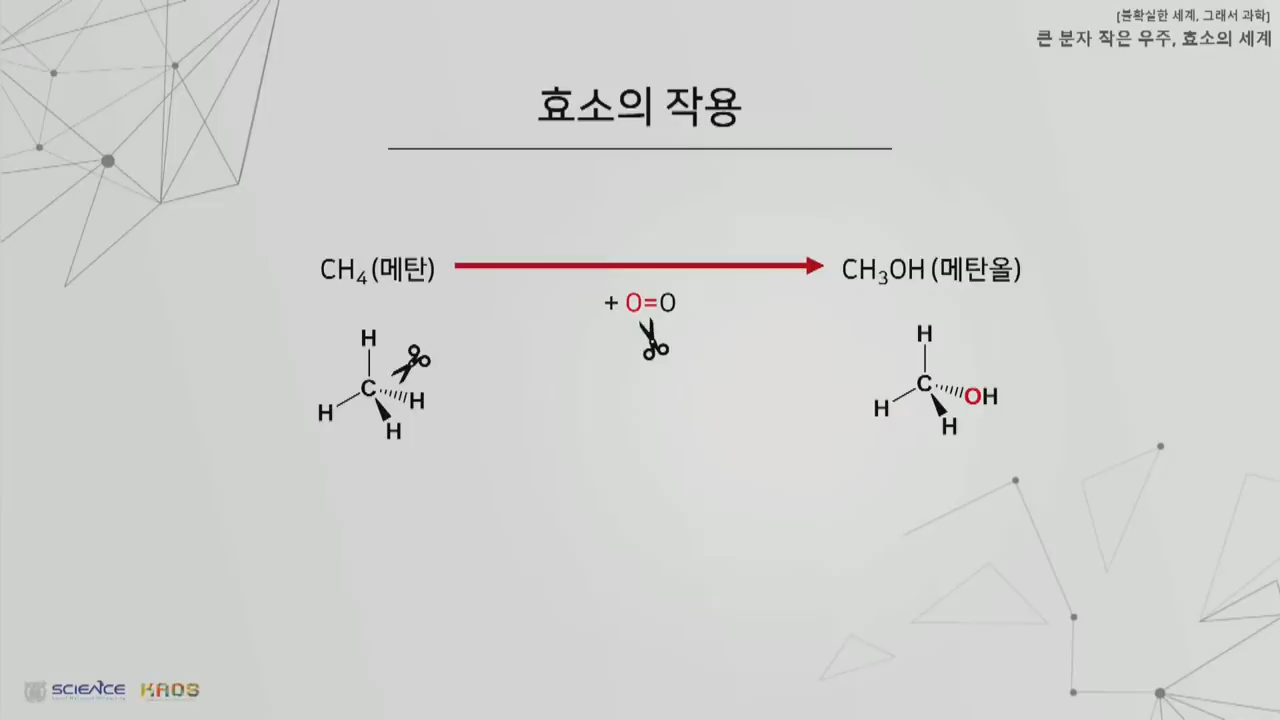 [불확실한 세계, 그래서 과학]
큰 분자 작은 우주, 효소의 세계
효소의 작용
CH₄ (메탄)
CH₃OH (메탄올)
+ O=O
H
C
H
H
H
H
C
OH
H
H
SCIENCE
KAOS